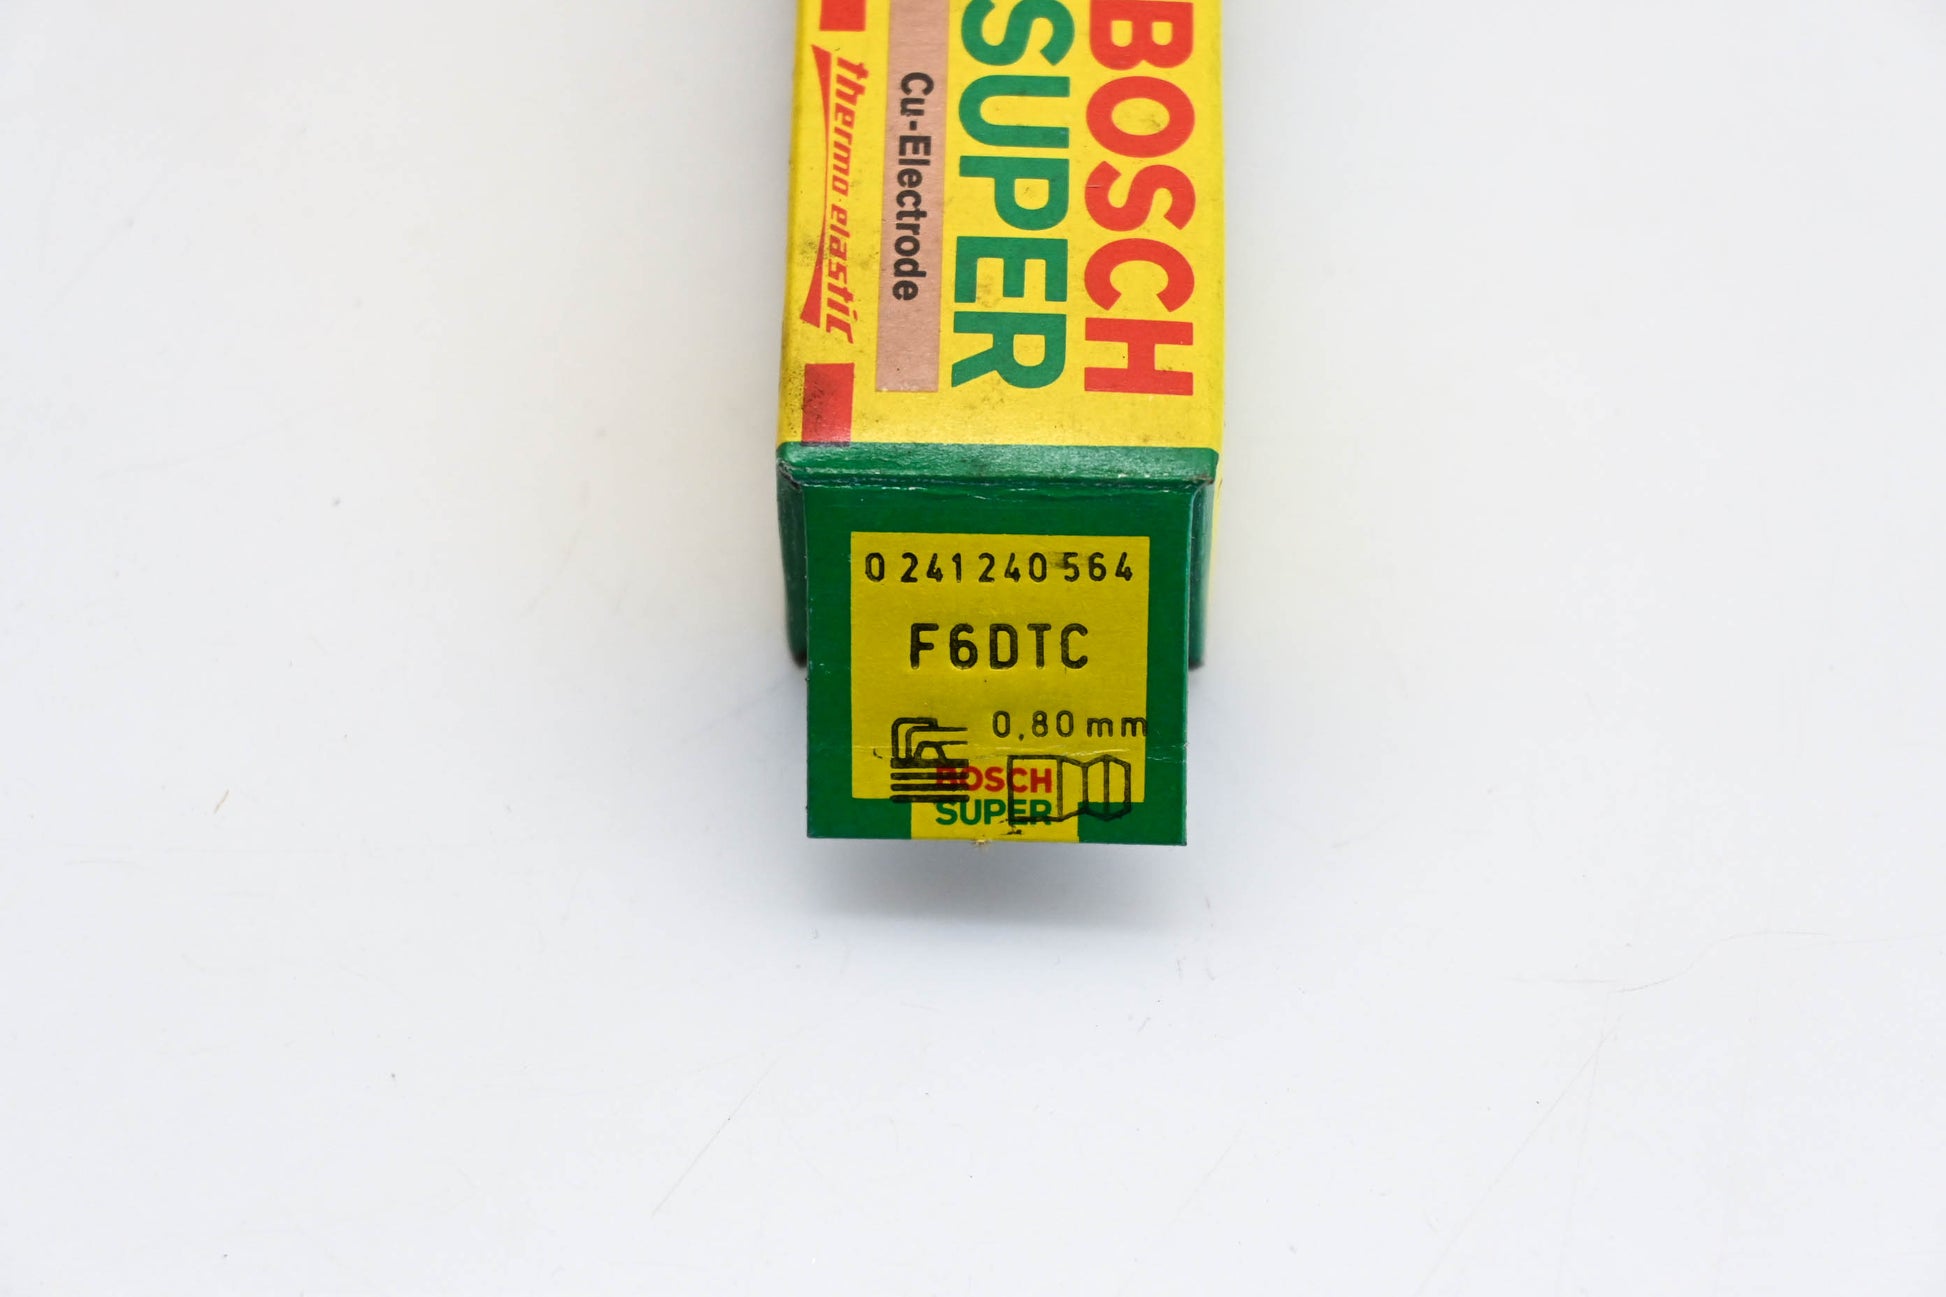 BOSCH
SUPER
Cu-Electrode
thermo-elastic
0 241 240 564
F6DTC
0,80 mm
BOSCH
SUPER